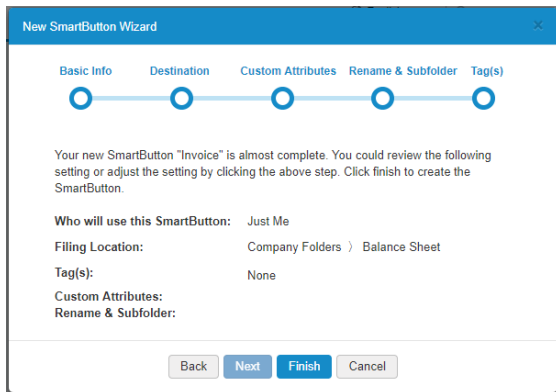 New SmartButton Wizard
Basic Info Destination Custom Attributes Rename & Subfolder Tag(s)
Your new SmartButton "Invoice" is almost complete. You could review the following
setting or adjust the setting by clicking the above step. Click finish to create the
SmartButton.
Who will use this SmartButton: Just Me
Filing Location: Company Folders 〉 Balance Sheet
Tag(s): None
Custom Attributes:
Rename & Subfolder:
Back Next Finish Cancel